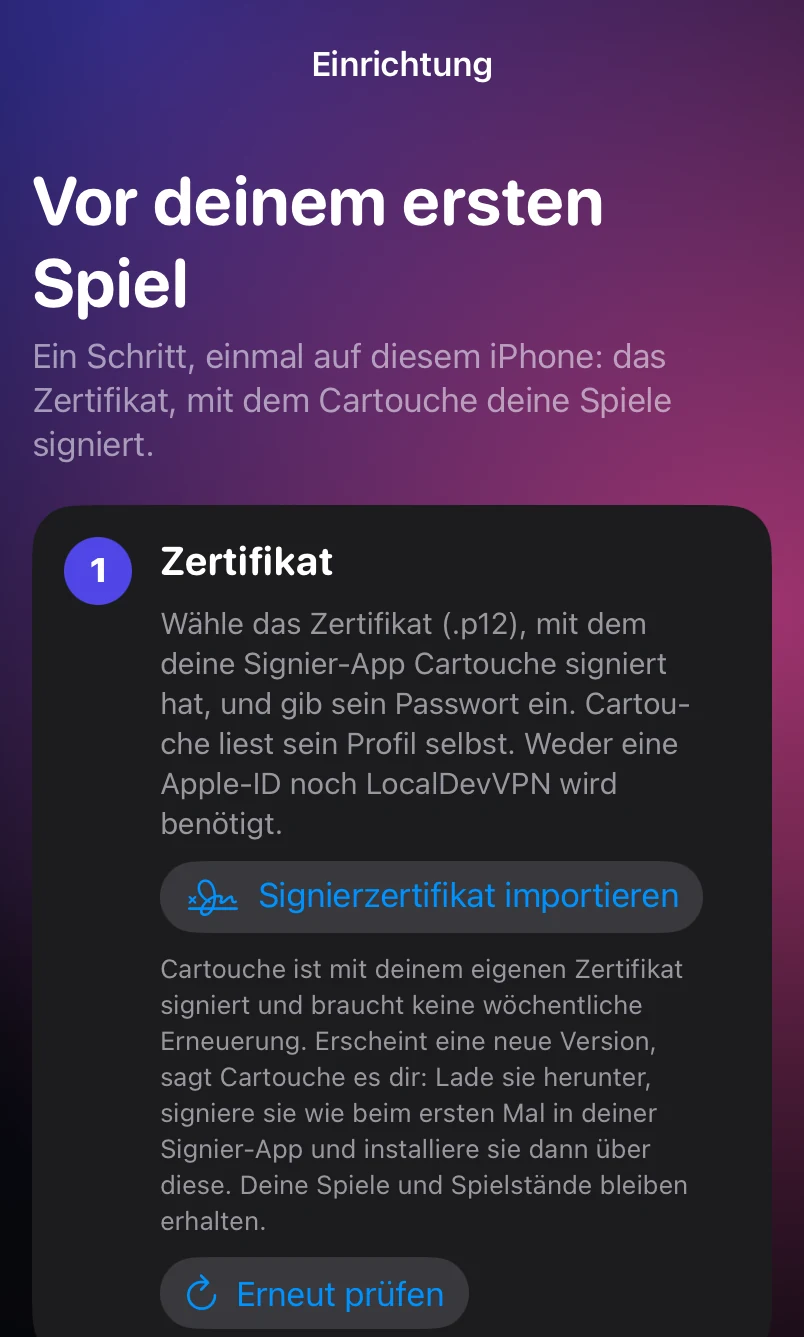 Einrichtung
Vor deinem ersten
Spiel
Ein Schritt, einmal auf diesem iPhone: das
Zertifikat, mit dem Cartouche deine Spiele
signiert.
1
Zertifikat
Wähle das Zertifikat (.p12), mit dem
deine Signier-App Cartouche signiert
hat, und gib sein Passwort ein. Cartou-
che liest sein Profil selbst. Weder eine
Apple-ID noch LocalDevVPN wird
benötigt.
Signierzertifikat importieren
Cartouche ist mit deinem eigenen Zertifikat
signiert und braucht keine wöchentliche
Erneuerung. Erscheint eine neue Version,
sagt Cartouche es dir: Lade sie herunter,
signiere sie wie beim ersten Mal in deiner
Signier-App und installiere sie dann über
diese. Deine Spiele und Spielstände bleiben
erhalten.
Erneut prüfen